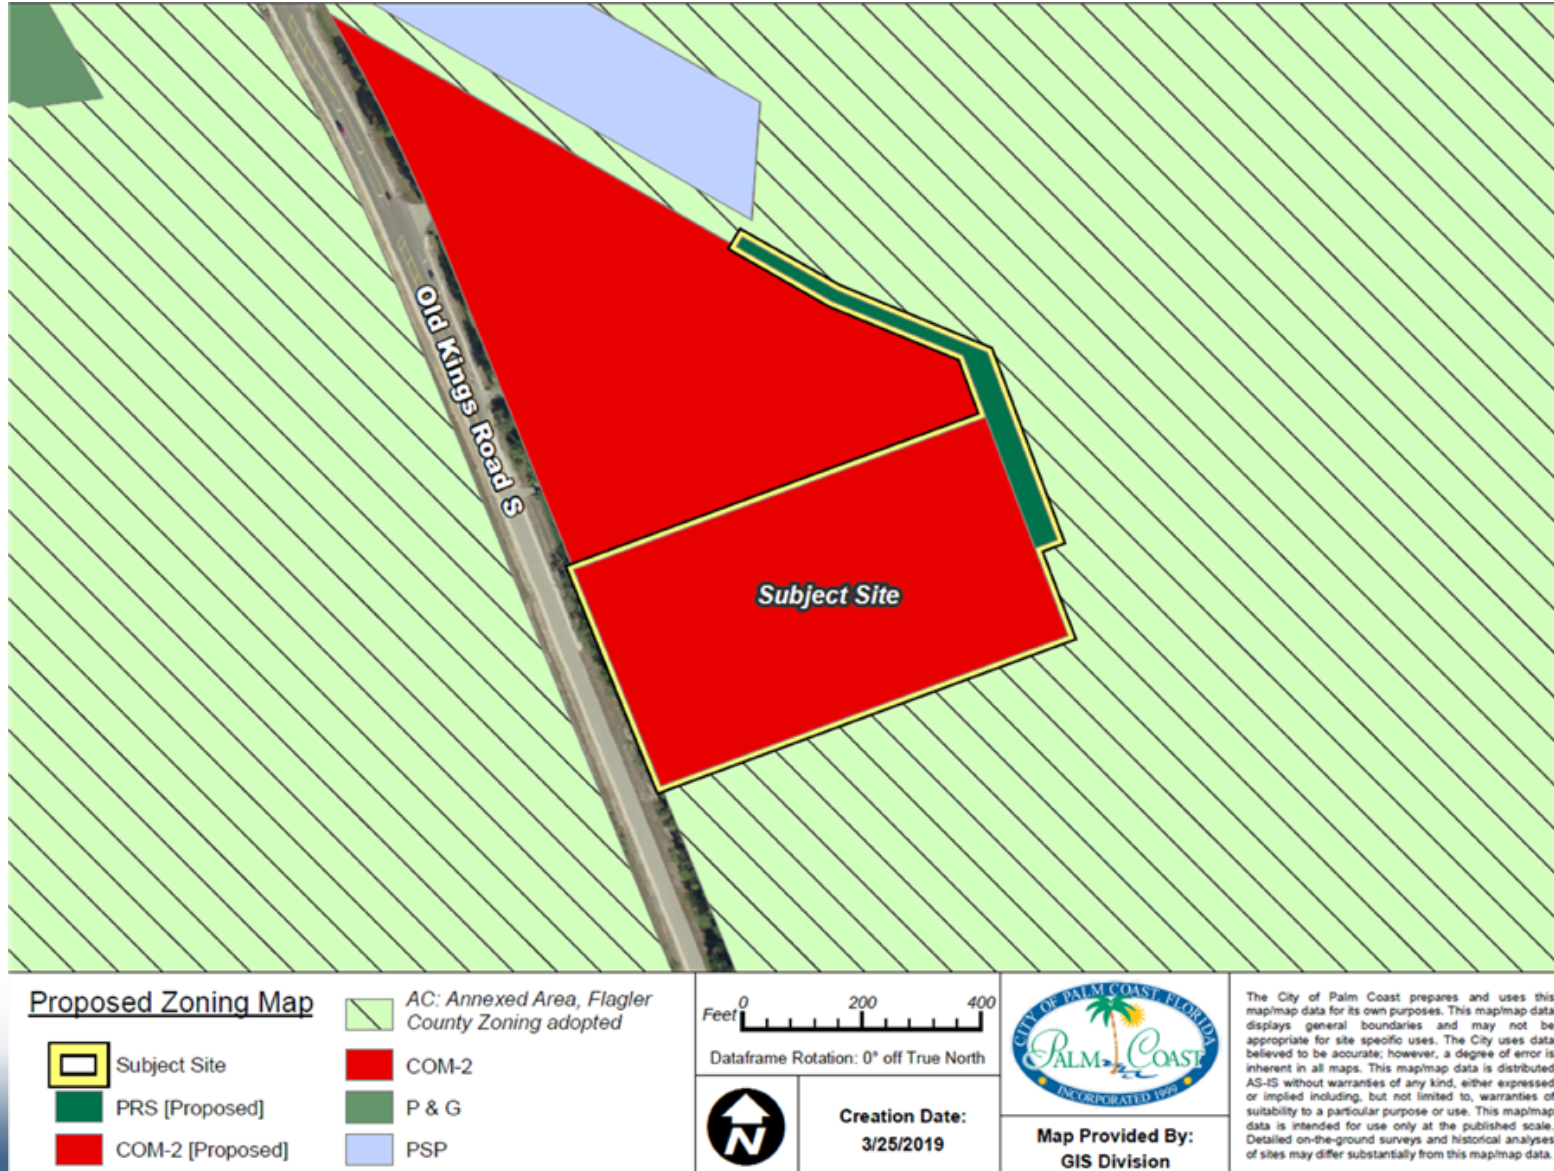 Old Kings Road S
Subject Site
Proposed Zoning Map
Subject Site
PRS [Proposed]
COM-2 [Proposed]
AC: Annexed Area, Flagler
County Zoning adopted
COM-2
P & G
PSP
Feet
0 200 400
Dataframe Rotation: 0° off True North
N
Creation Date:
3/25/2019
CITY OF PALM COAST, FLORIDA
PALM COAST
INCORPORATED 1999
Map Provided By:
GIS Division
The City of Palm Coast prepares and uses this
map/map data for its own purposes. This map/map data
displays general boundaries and may not be
appropriate for site specific uses. The City uses data
believed to be accurate; however, a degree of error is
inherent in all maps. This map/map data is distributed
AS-IS without warranties of any kind, either expressed
or implied including, but not limited to, warranties of
suitability to a particular purpose or use. This map/map
data is intended for use only at the published scale.
Detailed on-the-ground surveys and historical analyses
of sites may differ substantially from this map/map data.